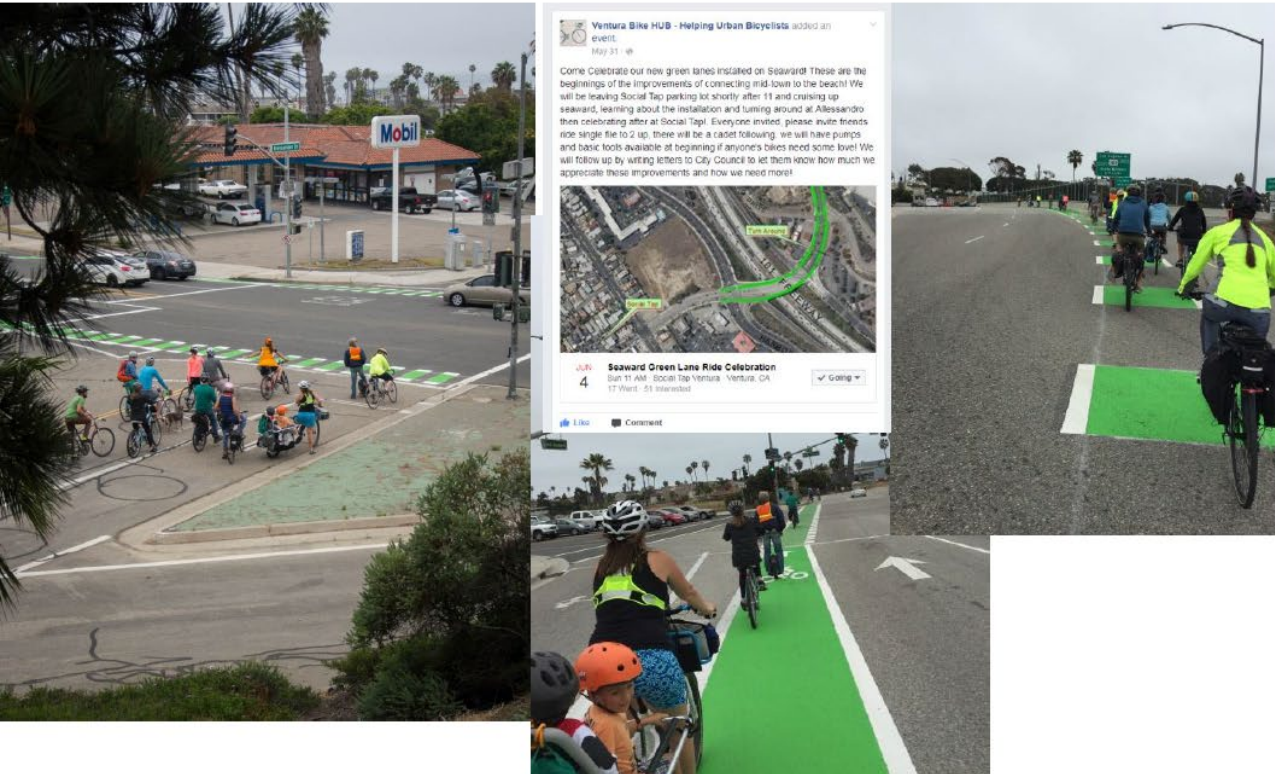 Mobil
Ventura Bike HUB - Helping Urban Bicyclists added an
event.
May 31
Come Celebrate our new green lanes installed on Seaward! These are the
beginnings of the improvements of connecting mid-town to the beach! We
will be leaving Social Tap parking lot shortly after 11 and cruising up
seaward, learning about the installation and turning around at Allessandro
then celebrating after at Social Tap!. Everyone invited, please invite friends
ride single file to 2 up, there will be a cadet following, we will have pumps
and basic tools available at beginning if anyone's bikes need some love! We
will follow up by writing letters to City Council to let them know how much we
appreciate these improvements and how we need more!
Turn Around
Social Tap
FREEWAY
JUN
4
Seaward Green Lane Ride Celebration
Sun 11 AM · Social Tap Ventura · Ventura, CA
17 Went · 51 Interested
Going
Like
Comment